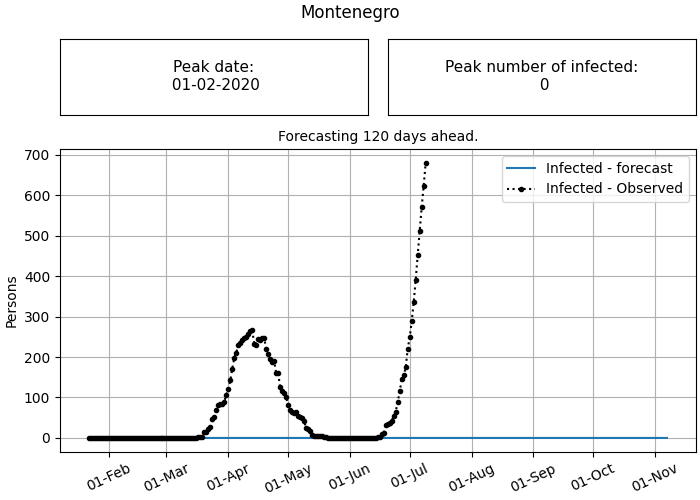 Montenegro
Peak date:
01-02-2020
Peak number of infected:
0
Forecasting 120 days ahead.
Infected - forecast
Infected - Observed
Persons
700
600
500
400
300
200
100
0
01-Feb
01-Mar
01-Apr
01-May
01-Jun
01-Jul
01-Aug
01-Sep
01-Oct
01-Nov